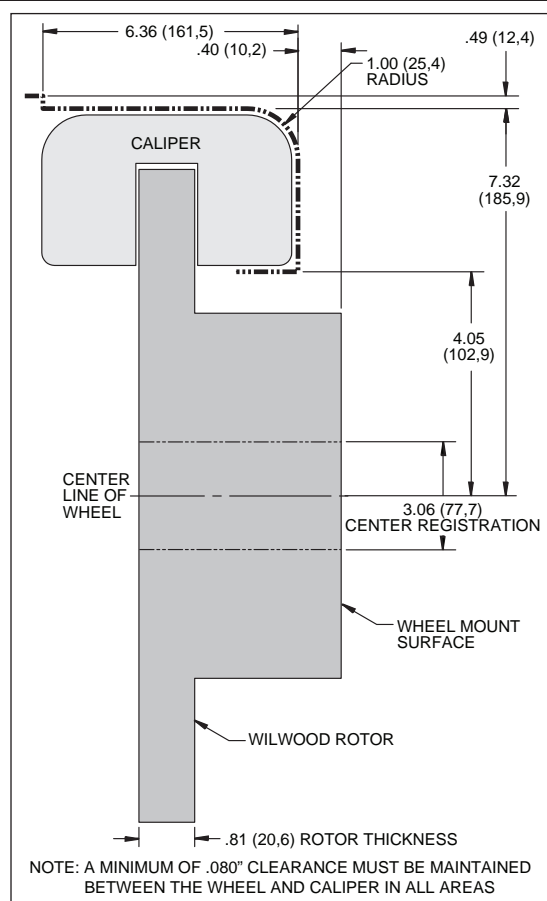 6.36 (161,5)
.40 (10,2)
.49 (12,4)
1.00 (25,4)
RADIUS
CALIPER
7.32
(185,9)
4.05
(102,9)
CENTER
LINE OF
WHEEL
3.06 (77,7)
CENTER REGISTRATION
WHEEL MOUNT
SURFACE
WILWOOD ROTOR
.81 (20,6) ROTOR THICKNESS
NOTE: A MINIMUM OF .080” CLEARANCE MUST BE MAINTAINED
BETWEEN THE WHEEL AND CALIPER IN ALL AREAS